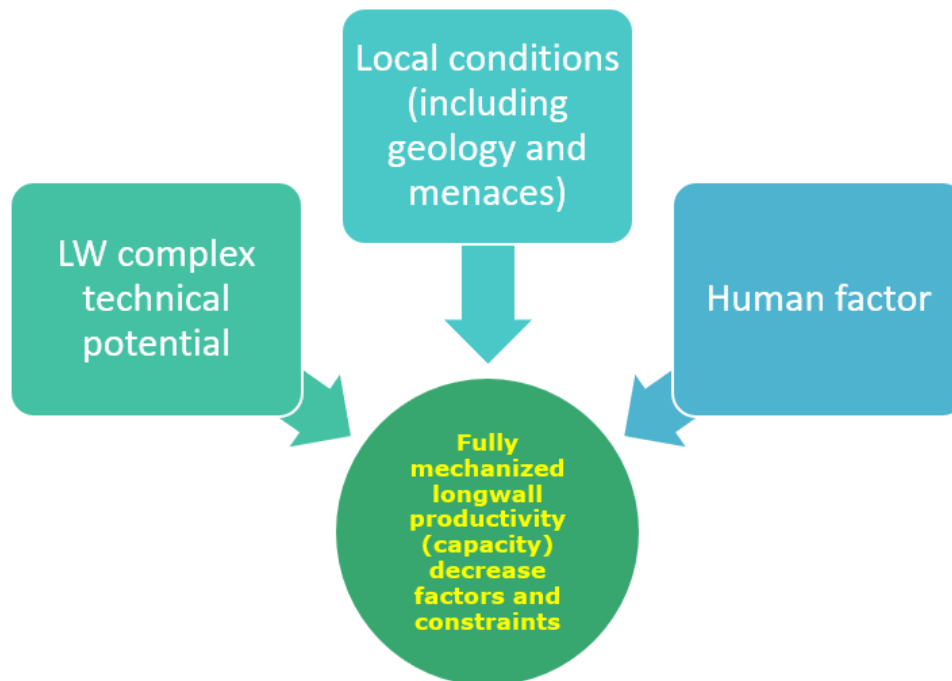 Local conditions
(including
geology and
menaces)
LW complex
technical
potential
Human factor
Fully
mechanized
longwall
productivity
(capacity)
decrease
factors and
constraints